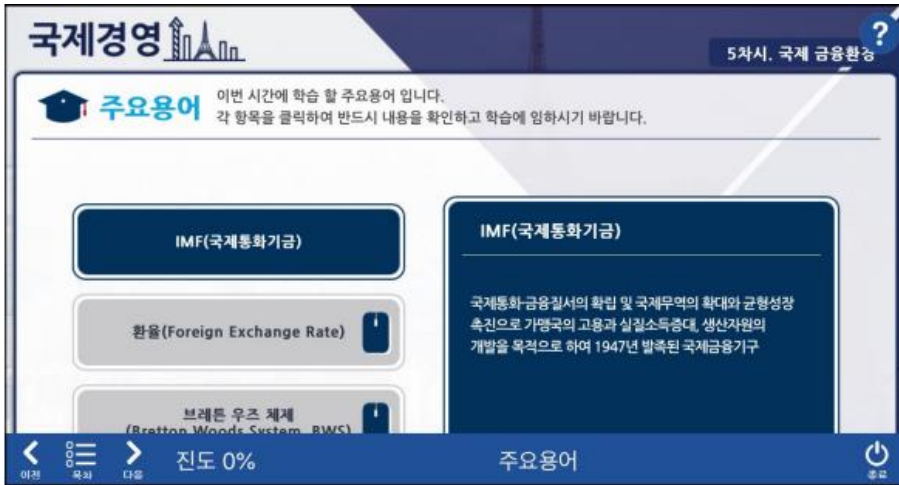 국제경영
5차시. 국제 금융환경
?
주요용어
이번 시간에 학습 할 주요용어 입니다.
각 항목을 클릭하여 반드시 내용을 확인하고 학습에 임하시기 바랍니다.
IMF(국제통화기금)
환율(Foreign Exchange Rate)
브레튼 우즈 체제
(Bretton Woods System, BWS)
IMF(국제통화기금)
국제통화·금융질서의 확립 및 국제무역의 확대와 균형성장
촉진으로 가맹국의 고용과 실질소득증대, 생산자원의
개발을 목적으로 하여 1947년 발족된 국제금융기구
이전
목차
다음
진도 0%
주요용어
종료